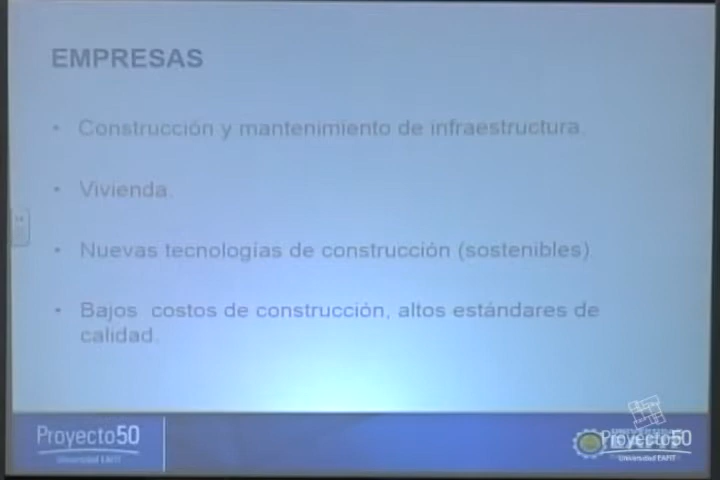 EMPRESAS
• Construcción y mantenimiento de infraestructura.
• Vivienda.
• Nuevas tecnologías de construcción (sostenibles)
• Bajos costos de construcción, altos estándares de
calidad.
Proyecto50
Universidad EAFIT
Proyecto50
Universidad EAFIT